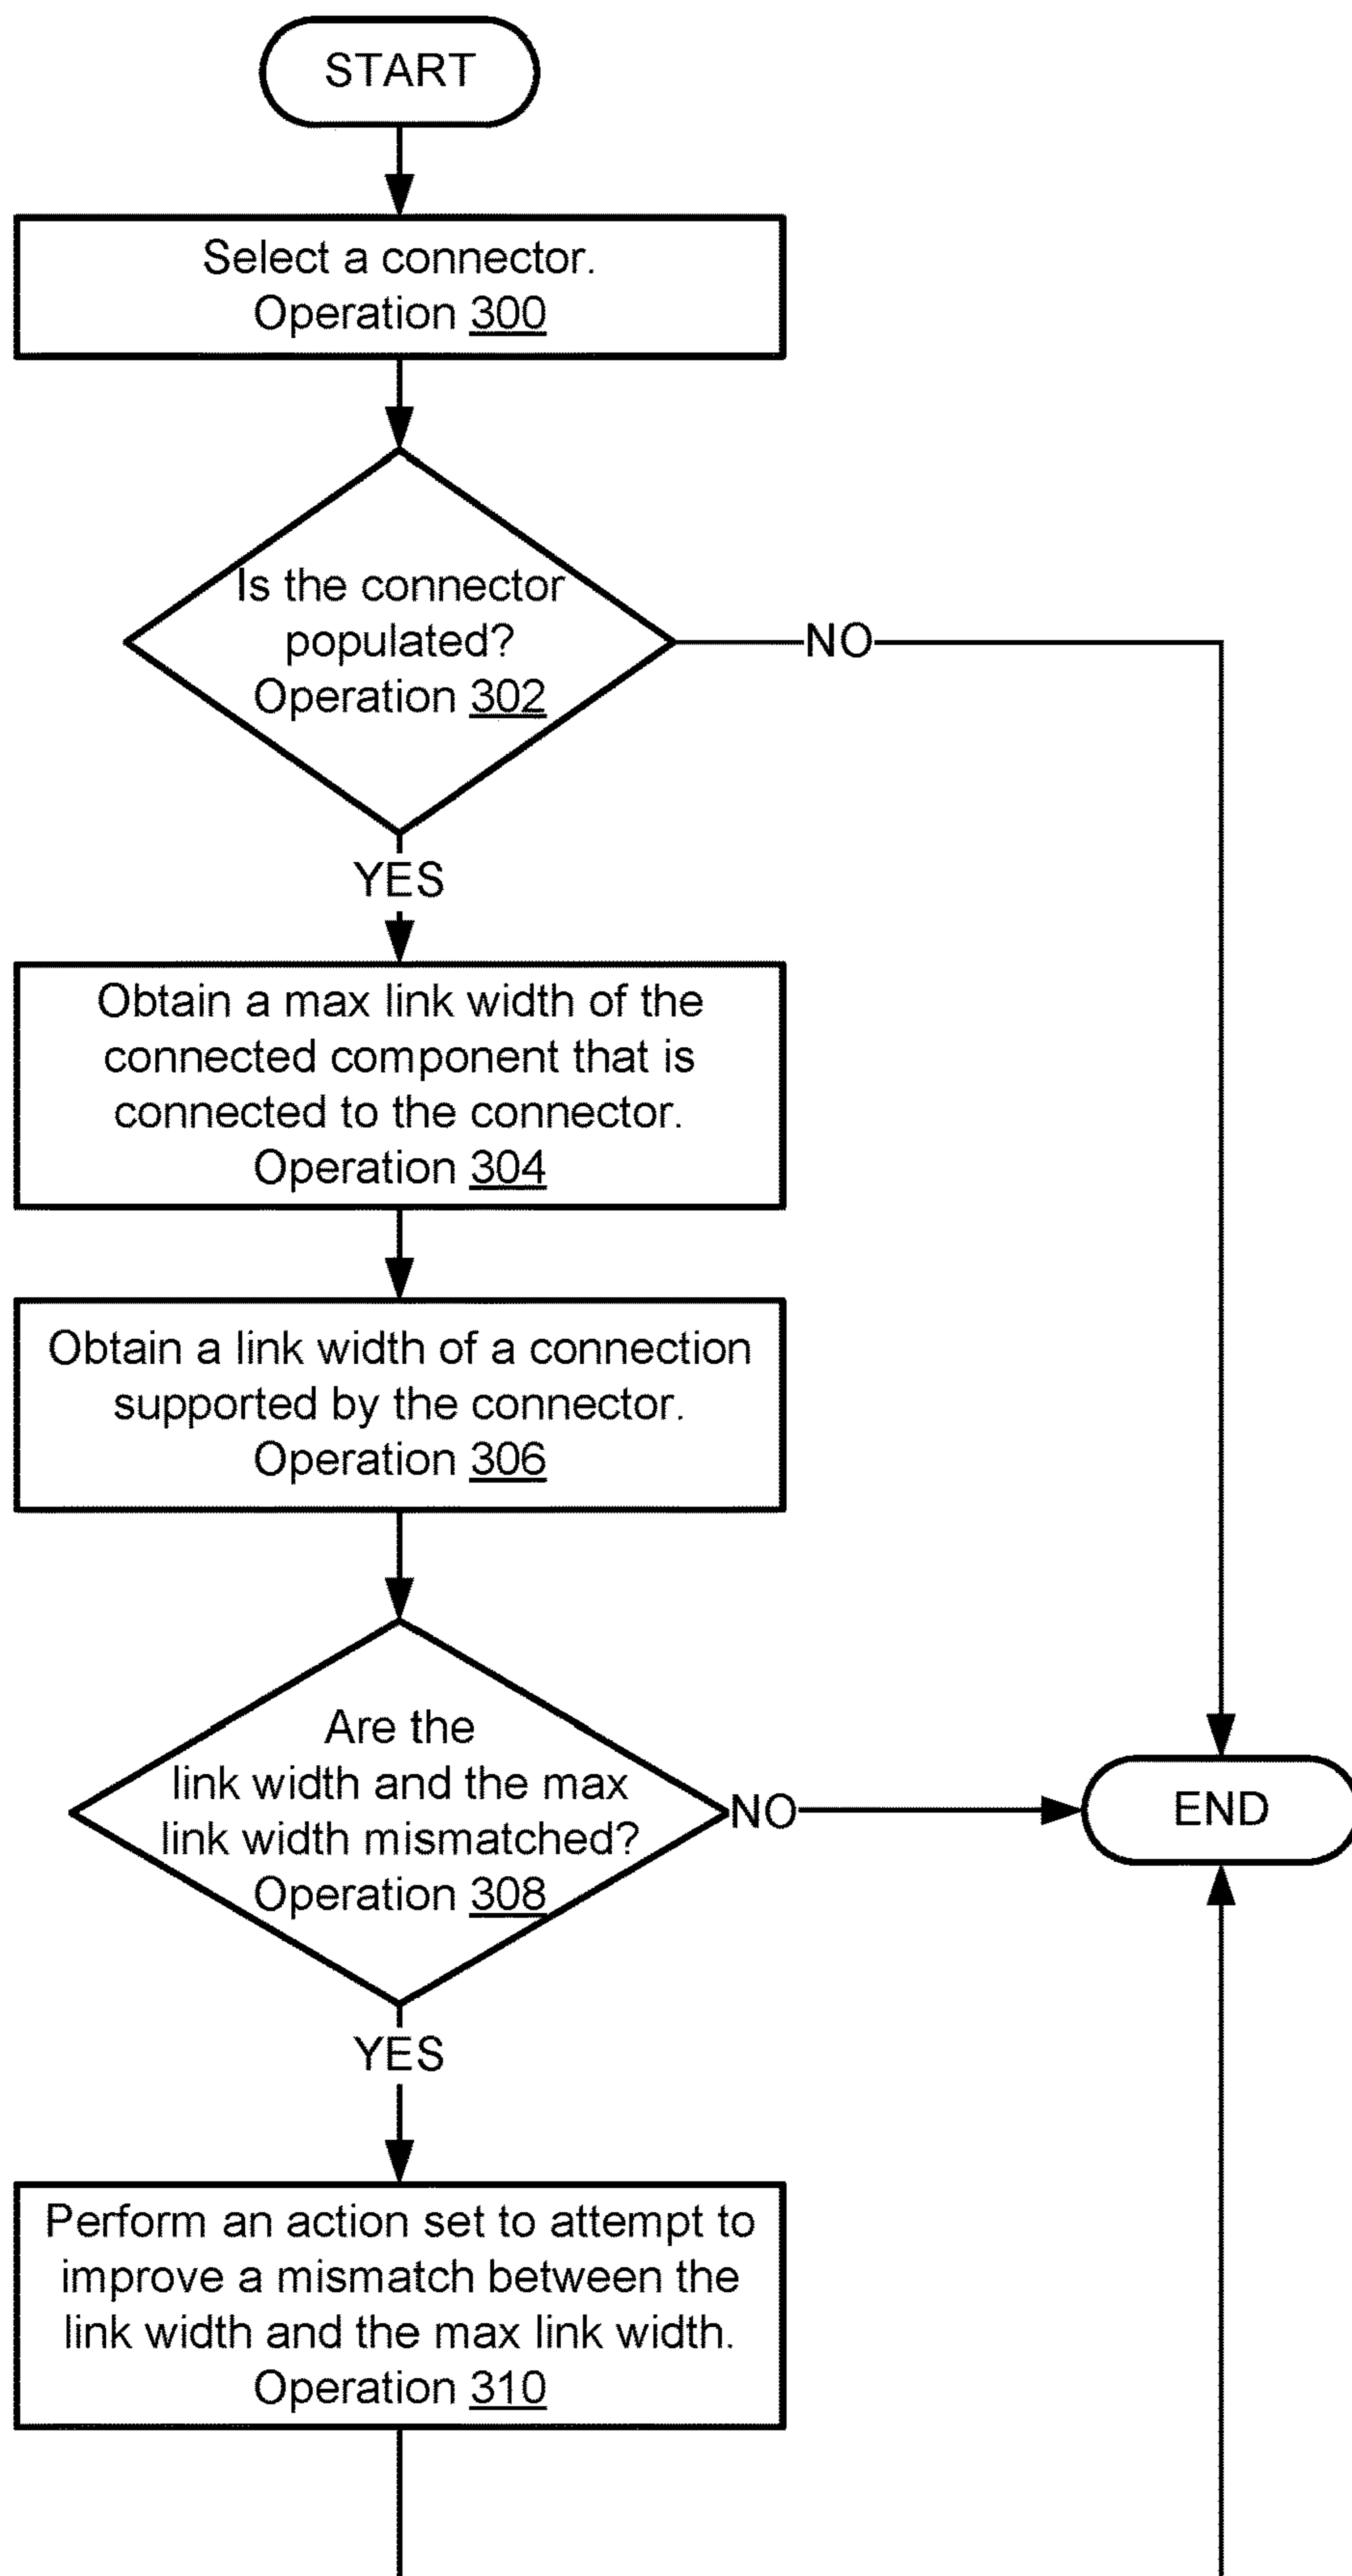 START
Select a connector.
Operation 300
Is the connector
populated?
Operation 302
NO
YES
Obtain a max link width of the
connected component that is
connected to the connector.
Operation 304
Obtain a link width of a connection
supported by the connector.
Operation 306
Are the
link width and the max
link width mismatched?
Operation 308
NO
END
YES
Perform an action set to attempt to
improve a mismatch between the
link width and the max link width.
Operation 310